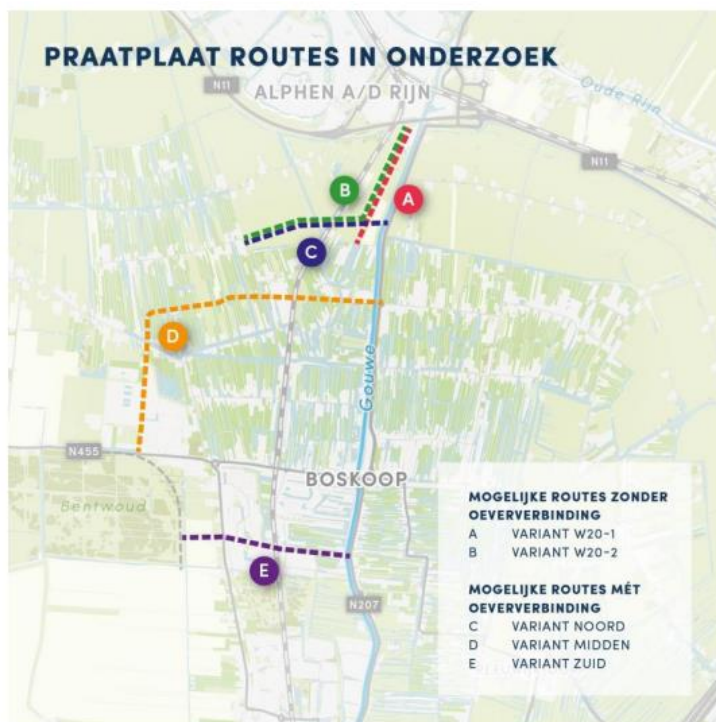 PRAATPLAAT ROUTES IN ONDERZOEK
N11
ALPHEN A/D RIJN
Oude Rijn
N11
B
A
C
D
Gouwe
N455
BOSKOOP
Bentwoud
E
N207
MOGELIJKE ROUTES ZONDER
OEVERVERBINDING
A VARIANT W20-1
B VARIANT W20-2
MOGELIJKE ROUTES MÉT
OEVERVERBINDING
C VARIANT NOORD
D VARIANT MIDDEN
E VARIANT ZUID